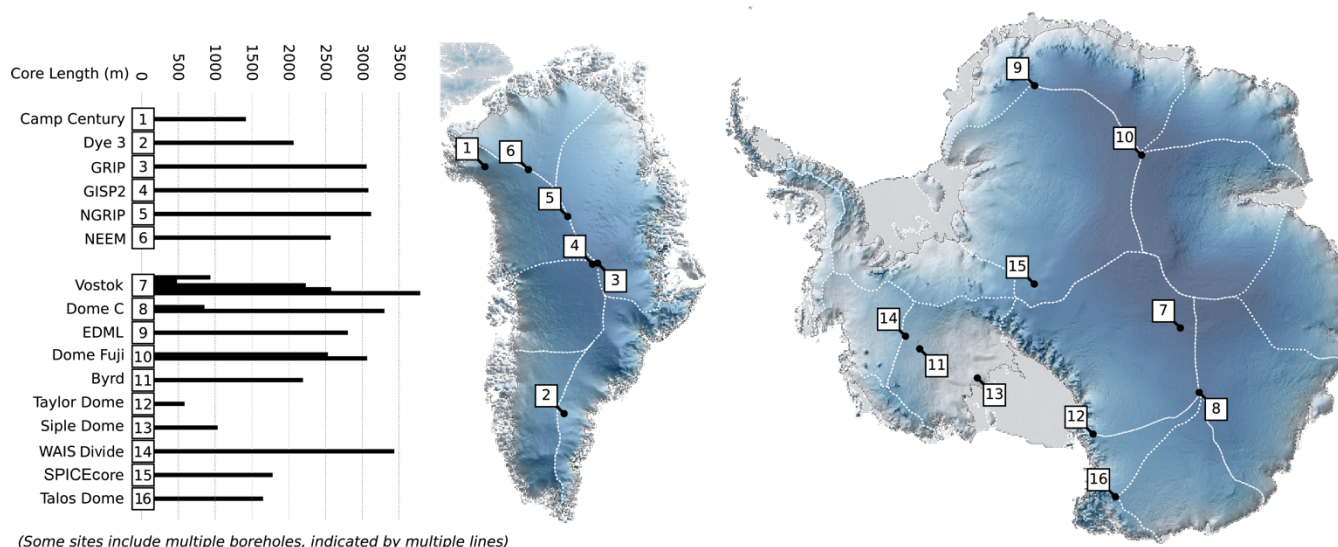 Core Length (m) 0 500 1000 1500 2000 2500 3000 3500
Camp Century 1
Dye 3 2
GRIP 3
GISP2 4
NGRIP 5
NEEM 6
Vostok 7
Dome C 8
EDML 9
Dome Fuji 10
Byrd 11
Taylor Dome 12
Siple Dome 13
WAIS Divide 14
SPICEcore 15
Talos Dome 16
(Some sites include multiple boreholes, indicated by multiple lines)
1
6
5
4
3
2
9
10
15
7
14
11
13
8
12
16